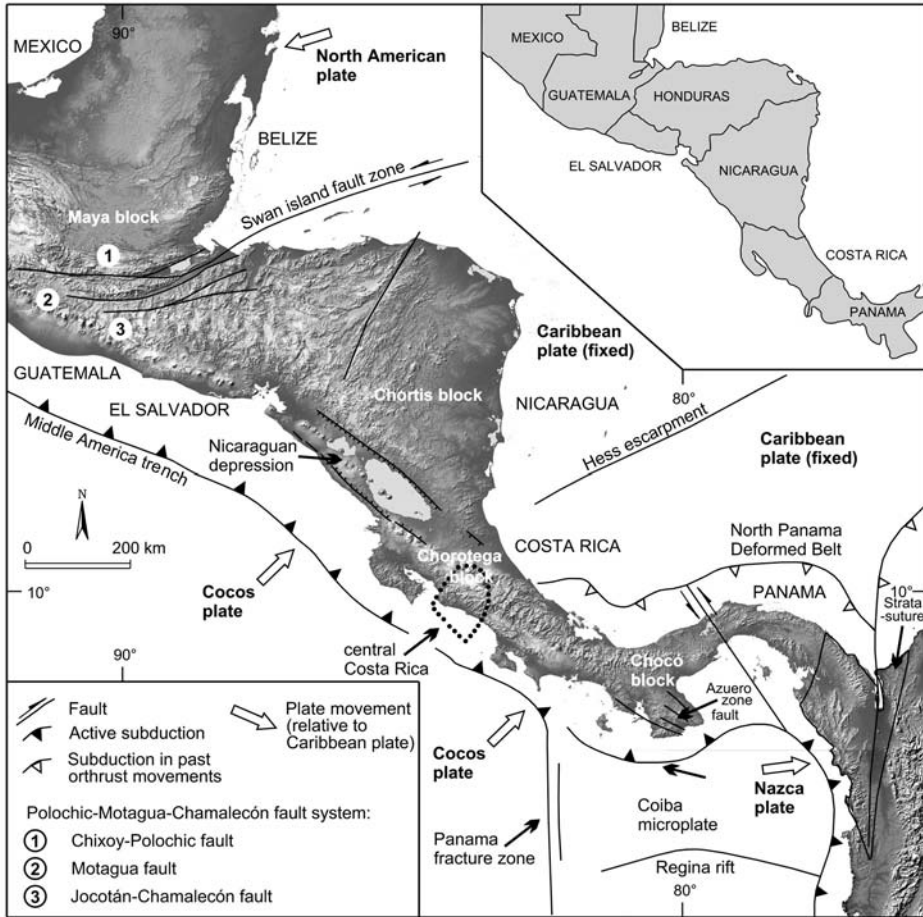 90°
MEXICO
North American
plate
BELIZE
Swan island fault zone
Maya block
1
2
3
GUATEMALA
EL SALVADOR
Middle America trench
Nicaraguan
depression
Chortis block
Caribbean
plate (fixed)
NICARAGUA
80°
Hess escarpment
Caribbean
plate (fixed)
MEXICO
BELIZE
GUATEMALA
HONDURAS
EL SALVADOR
NICARAGUA
COSTA RICA
PANAMA
N
0
200 km
10°
Cocos
plate
Chorotega
block
COSTA RICA
North Panama
Deformed Belt
PANAMA
10°
Strata
-suture
central
Costa Rica
90°
Chocó
block
Azuero
zone
fault
Cocos
plate
Nazca
plate
Coiba
microplate
Panama
fracture zone
Regina rift
80°
Fault
Active subduction
Subduction in past
orthrust movements
Plate movement
(relative to
Caribbean plate)
Polochic-Motagua-Chamalecón fault system:
1 Chixoy-Polochic fault
2 Motagua fault
3 Jocotán-Chamalecón fault